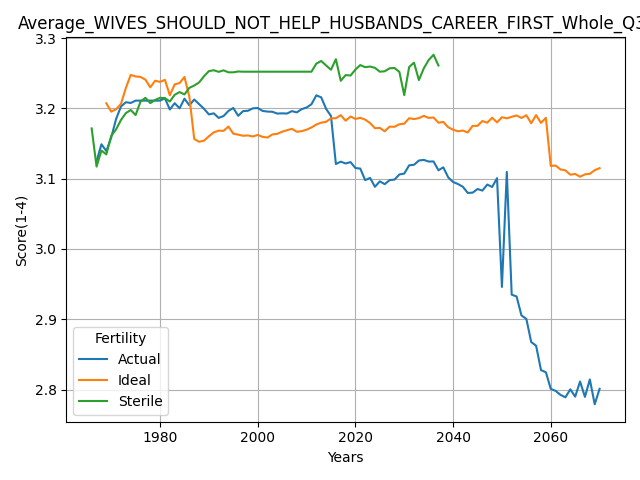 Average_WIVES_SHOULD_NOT_HELP_HUSBANDS_CAREER_FIRST_Whole_Q3
Score(1-4)
3.3
3.2
3.1
3.0
2.9
2.8
Fertility
Actual
Ideal
Sterile
1980
2000
2020
2040
2060
Years